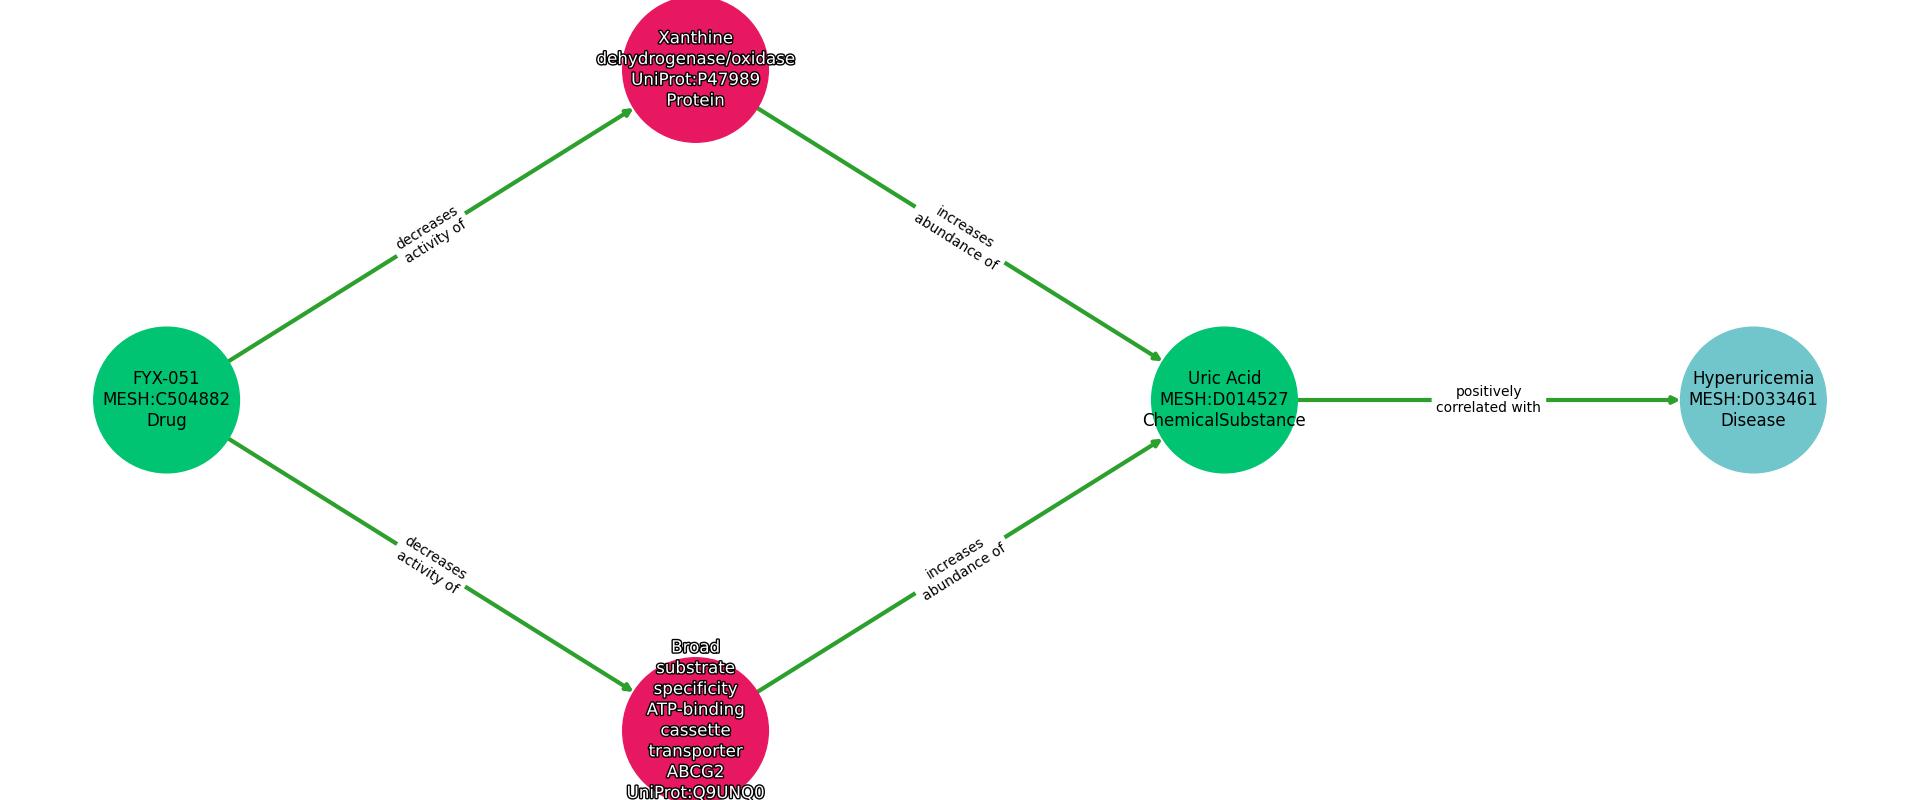 Xanthine
dehydrogenase/oxidase
UniProt:P47989
Protein
decreases
activity of
increases
abundance of
FYX-051
MESH:C504882
Drug
Uric Acid
MESH:D014527
ChemicalSubstance
positively
correlated with
Hyperuricemia
MESH:D033461
Disease
decreases
activity of
increases
abundance of
Broad
substrate
specificity
ATP-binding
cassette
transporter
ABCG2
UniProt:Q9UNQ0